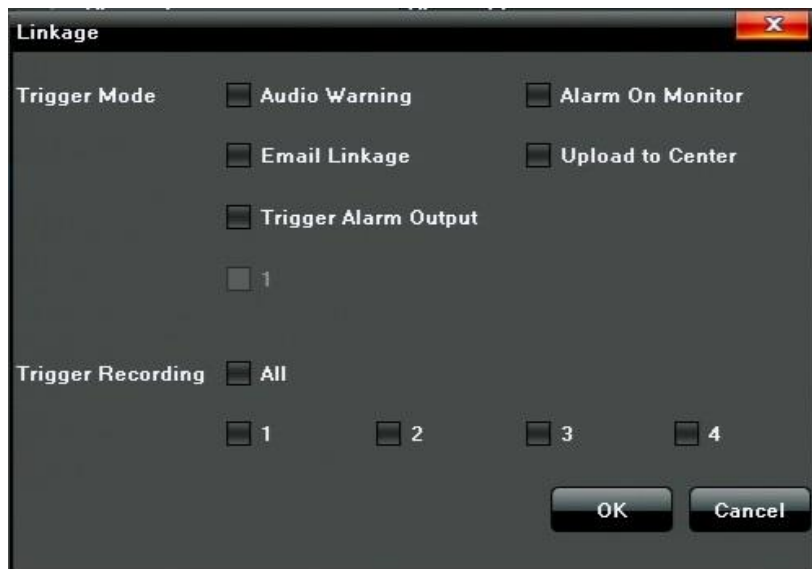 Linkage
Trigger Mode Audio Warning Alarm On Monitor
Email Linkage Upload to Center
Trigger Alarm Output
1
Trigger Recording All
1 2 3 4
OK Cancel